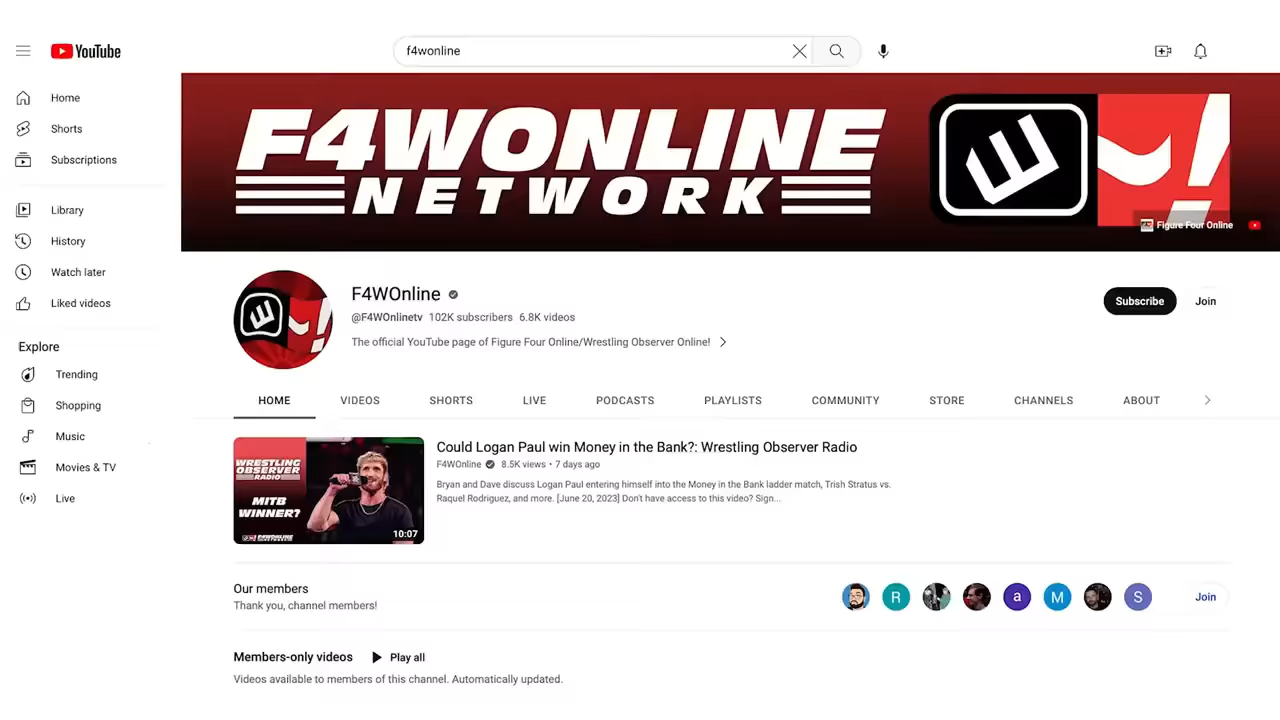 YouTube
f4wonline
Home
Shorts
Subscriptions
Library
History
Watch later
Liked videos
Explore
Trending
Shopping
Music
Movies & TV
Live
F4WONLINE
NETWORK
Figure Four Online
F4WOnline
@F4WOnlinetv 102K subscribers 6.8K videos
The official YouTube page of Figure Four Online/Wrestling Observer Online!
Subscribe
Join
HOME VIDEOS SHORTS LIVE PODCASTS PLAYLISTS COMMUNITY STORE CHANNELS ABOUT
WRESTLING
OBSERVER
RADIO
MITB
WINNER?
10:07
Could Logan Paul win Money in the Bank?: Wrestling Observer Radio
F4WOnline 8.5K views • 7 days ago
Bryan and Dave discuss Logan Paul entering himself into the Money in the Bank ladder match, Trish Stratus vs.
Raquel Rodriguez, and more. [June 20, 2023] Don't have access to this video? Sign...
Our members
Thank you, channel members!
R
a
M
S
Join
Members-only videos
Play all
Videos available to members of this channel. Automatically updated.